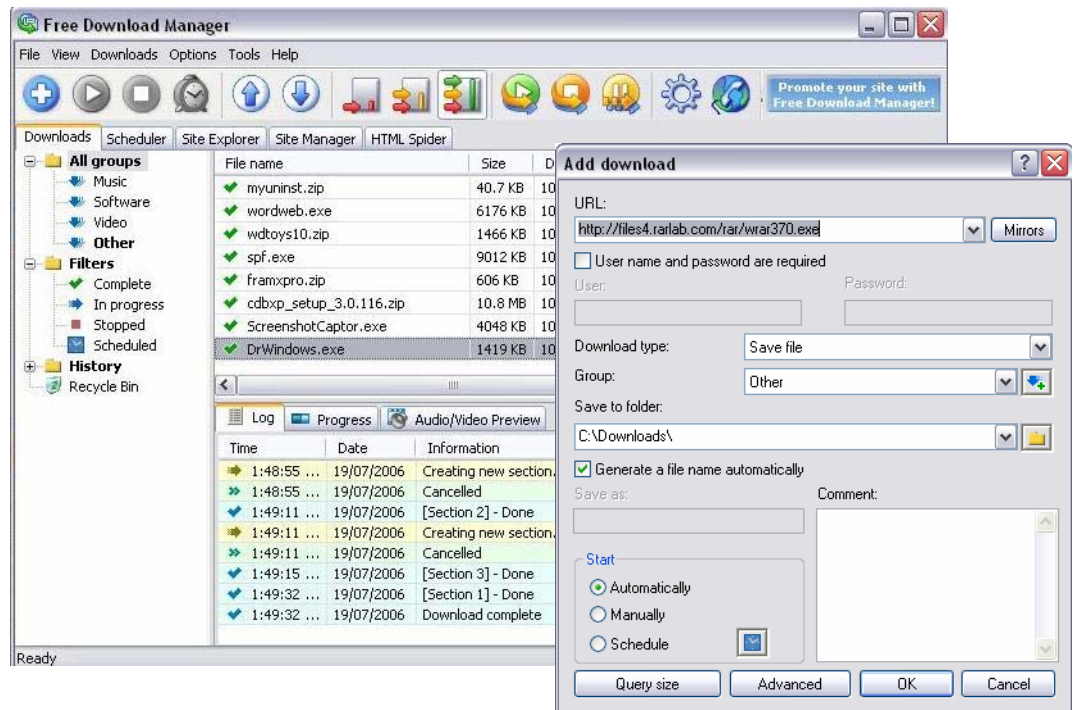 Free Download Manager
File View Downloads Options Tools Help
Promote your site with
Free Download Manager!
Downloads Scheduler Site Explorer Site Manager HTML Spider
All groups
Music
Software
Video
Other
Filters
Complete
In progress
Stopped
Scheduled
History
Recycle Bin
File name Size D
myuninst.zip 40.7 KB 10
wordweb.exe 6176 KB 10
wdtoys10.zip 1466 KB 10
spf.exe 9012 KB 10
framxpro.zip 606 KB 10
cdbxp_setup_3.0.116.zip 10.8 MB 10
ScreenshotCaptor.exe 4048 KB 10
DrWindows.exe 1419 KB 10
Log Progress Audio/Video Preview
Time Date Information
1:48:55 ... 19/07/2006 Creating new section.
1:48:55 ... 19/07/2006 Cancelled
1:49:11 ... 19/07/2006 [Section 2] - Done
1:49:11 ... 19/07/2006 Creating new section.
1:49:11 ... 19/07/2006 Cancelled
1:49:15 ... 19/07/2006 [Section 3] - Done
1:49:32 ... 19/07/2006 [Section 1] - Done
1:49:32 ... 19/07/2006 Download complete
Ready
Add download
URL:
http://files4.rarlab.com/rar/wrar370.exe Mirrors
User name and password are required
User: Password:
Download type: Save file
Group: Other
Save to folder:
C:\Downloads\
Generate a file name automatically
Save as: Comment:
Start
Automatically
Manually
Schedule
Query size Advanced OK Cancel